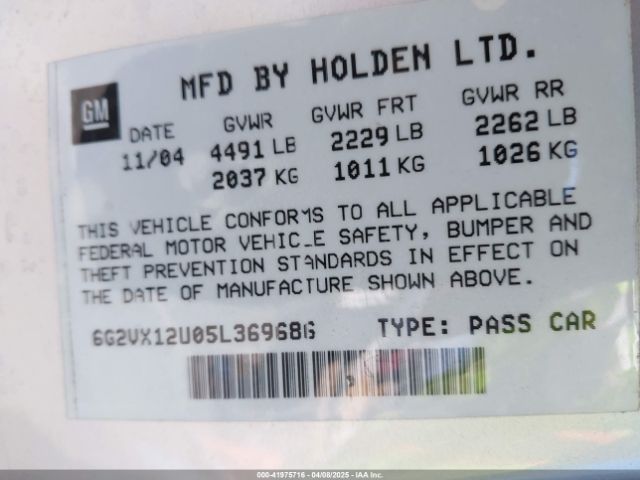 GM
MFD BY HOLDEN LTD.
DATE GVWR GVWR FRT GVWR RR
11/04 4491 LB 2229 LB 2262 LB
2037 KG 1011 KG 1026 KG
THIS VEHICLE CONFORMS TO ALL APPLICABLE
FEDERAL MOTOR VEHICLE SAFETY, BUMPER AND
THEFT PREVENTION STANDARDS IN EFFECT ON
THE DATE OF MANUFACTURE SHOWN ABOVE.
6G2VX12U05L369686 TYPE: PASS CAR
000-41975716 - 04/08/2025 - IAA Inc.